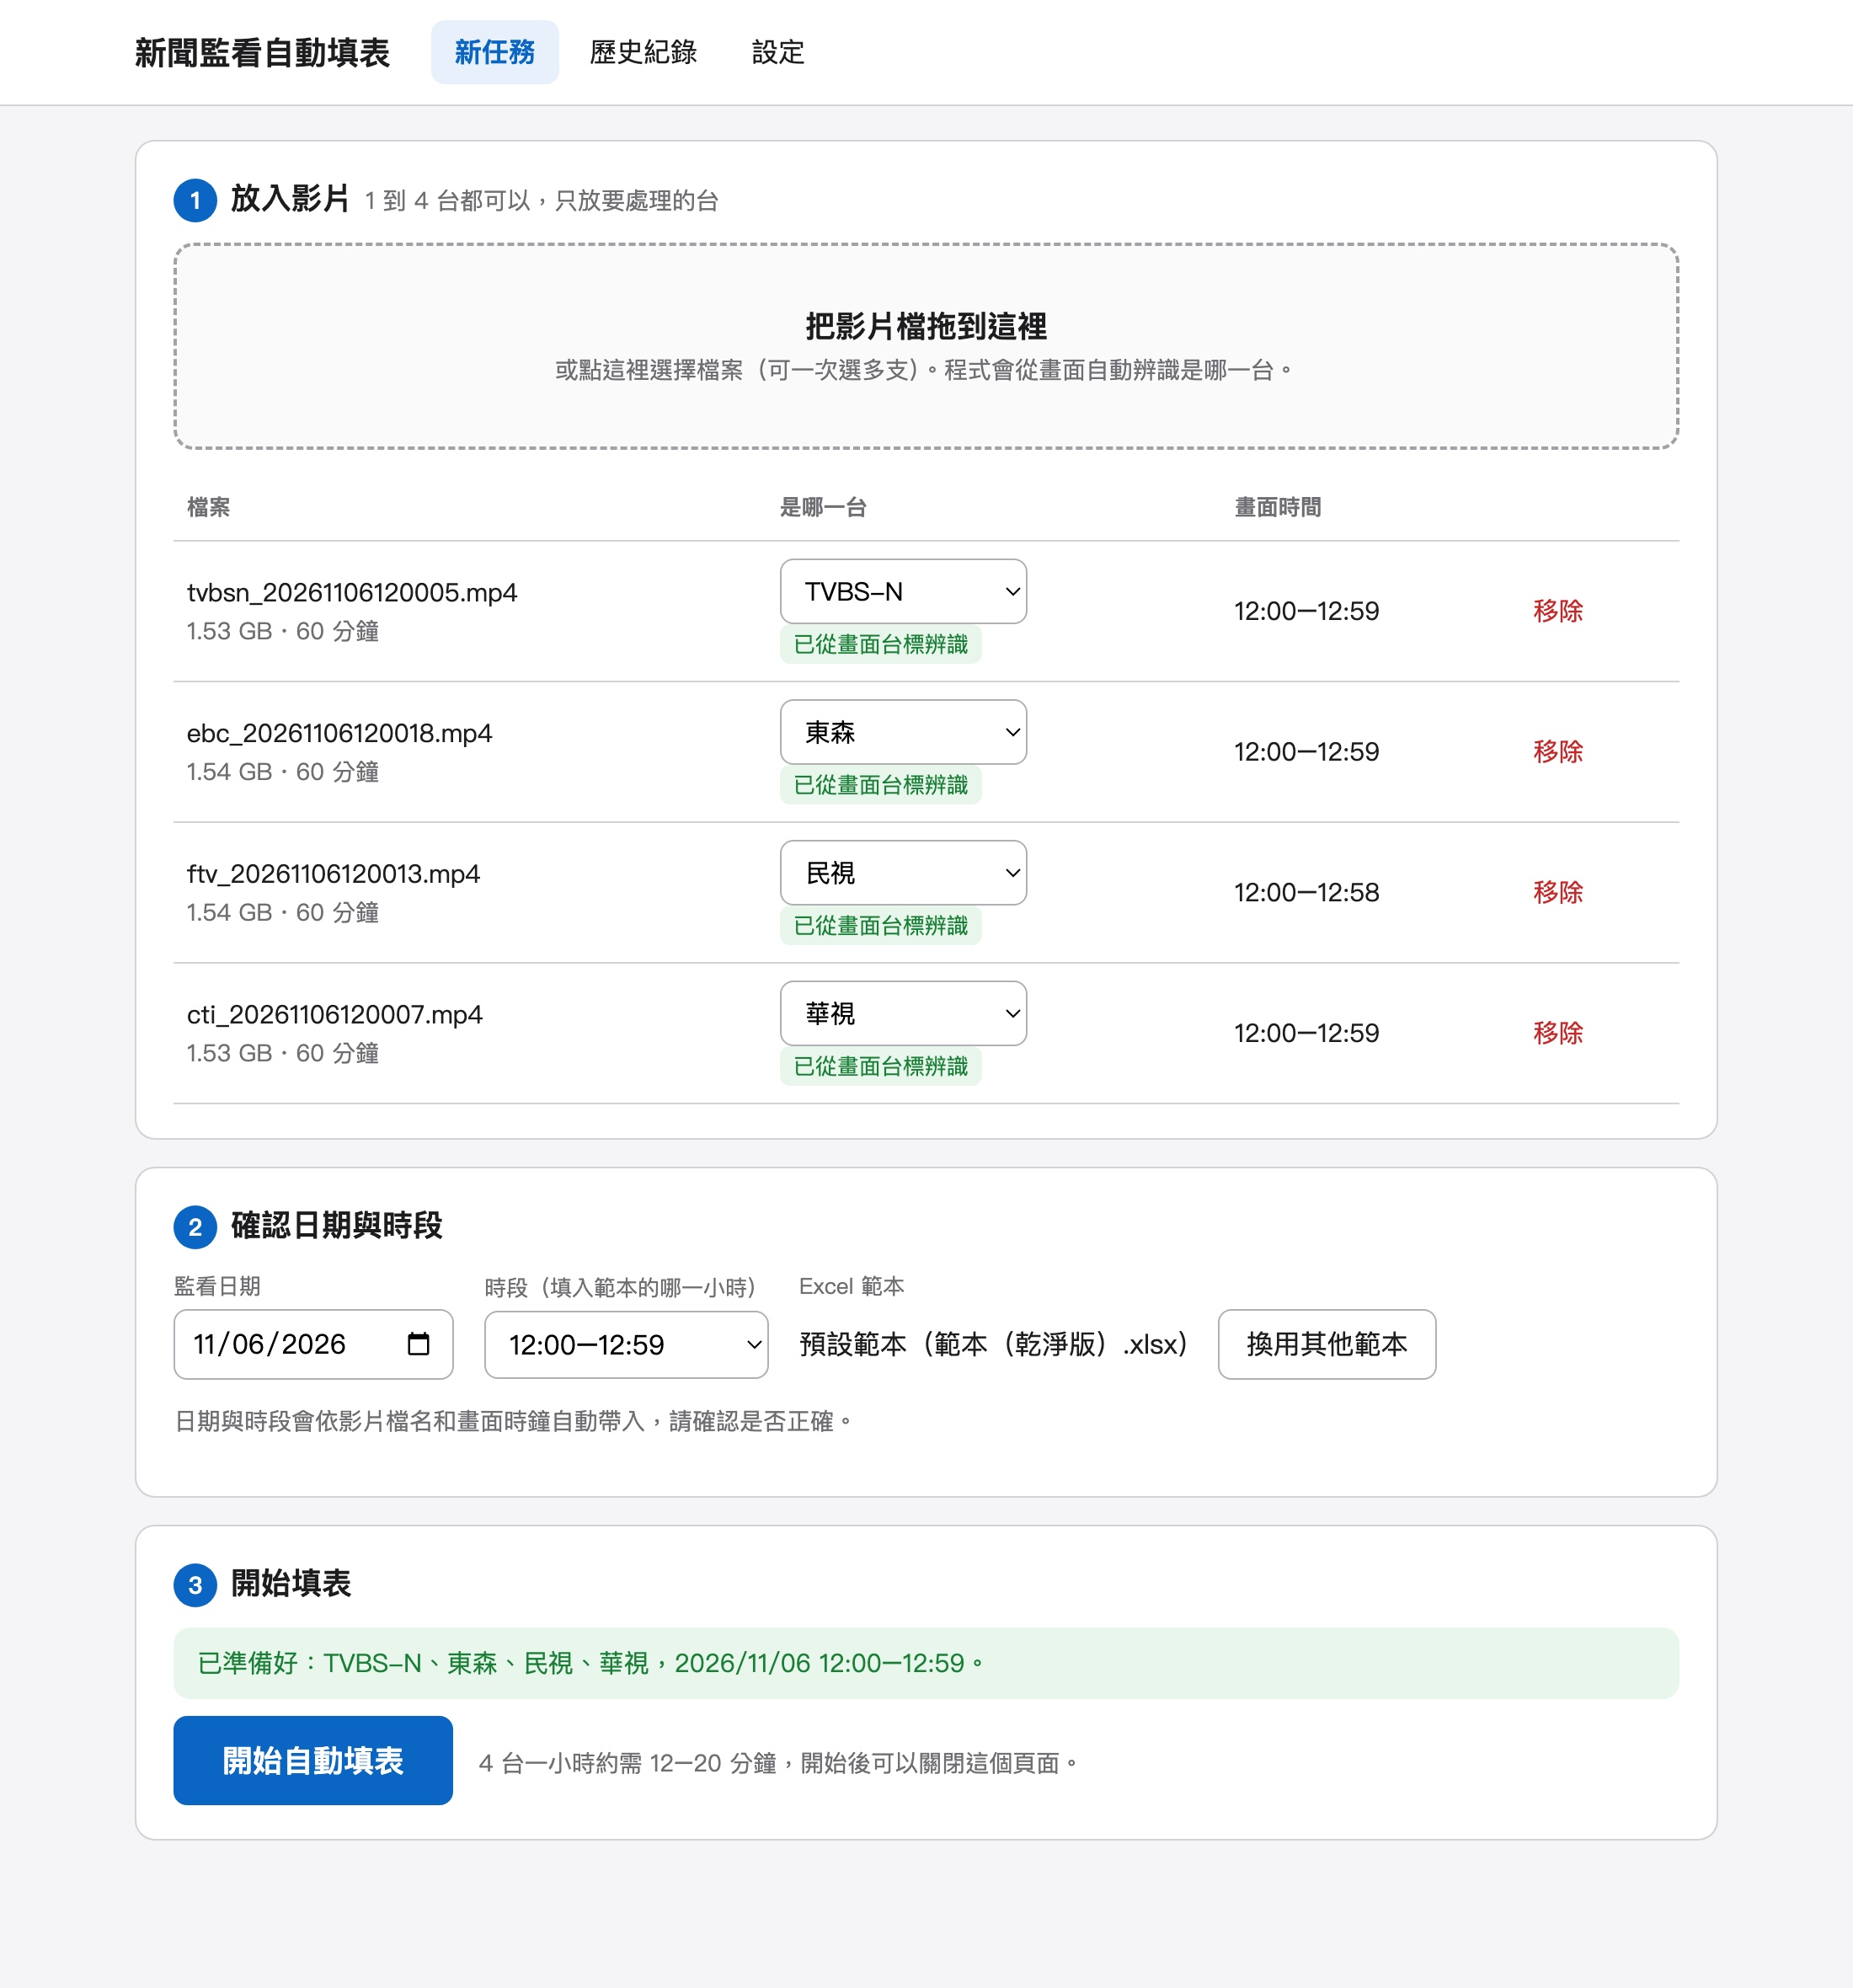 新聞監看自動填表 新任務 歷史紀錄 設定
1 放入影片 1 到 4 台都可以，只放要處理的台
把影片檔拖到這裡
或點這裡選擇檔案（可一次選多支）。程式會從畫面自動辨識是哪一台。
檔案 是哪一台 畫面時間
tvbsn_20261106120005.mp4 TVBS-N 12:00–12:59 移除
1.53 GB · 60 分鐘 已從畫面台標辨識
ebc_20261106120018.mp4 東森 12:00–12:59 移除
1.54 GB · 60 分鐘 已從畫面台標辨識
ftv_20261106120013.mp4 民視 12:00–12:58 移除
1.54 GB · 60 分鐘 已從畫面台標辨識
cti_20261106120007.mp4 華視 12:00–12:59 移除
1.53 GB · 60 分鐘 已從畫面台標辨識
2 確認日期與時段
監看日期 時段（填入範本的哪一小時） Excel 範本
11/06/2026 12:00–12:59 預設範本（範本（乾淨版）.xlsx） 換用其他範本
日期與時段會依影片檔名和畫面時鐘自動帶入，請確認是否正確。
3 開始填表
已準備好：TVBS-N、東森、民視、華視，2026/11/06 12:00–12:59。
開始自動填表 4 台一小時約需 12–20 分鐘，開始後可以關閉這個頁面。